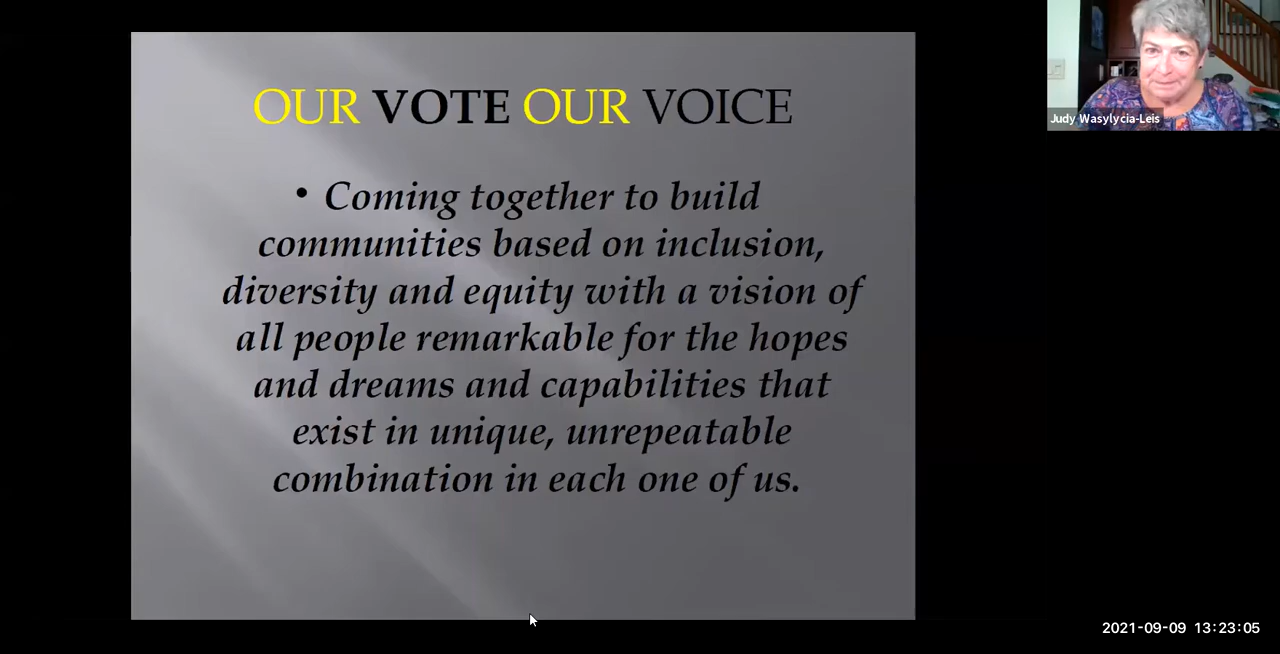 OUR VOTE OUR VOICE
• Coming together to build
communities based on inclusion,
diversity and equity with a vision of
all people remarkable for the hopes
and dreams and capabilities that
exist in unique, unrepeatable
combination in each one of us.
Judy Wasylycia-Leis
2021-09-09 13:23:05